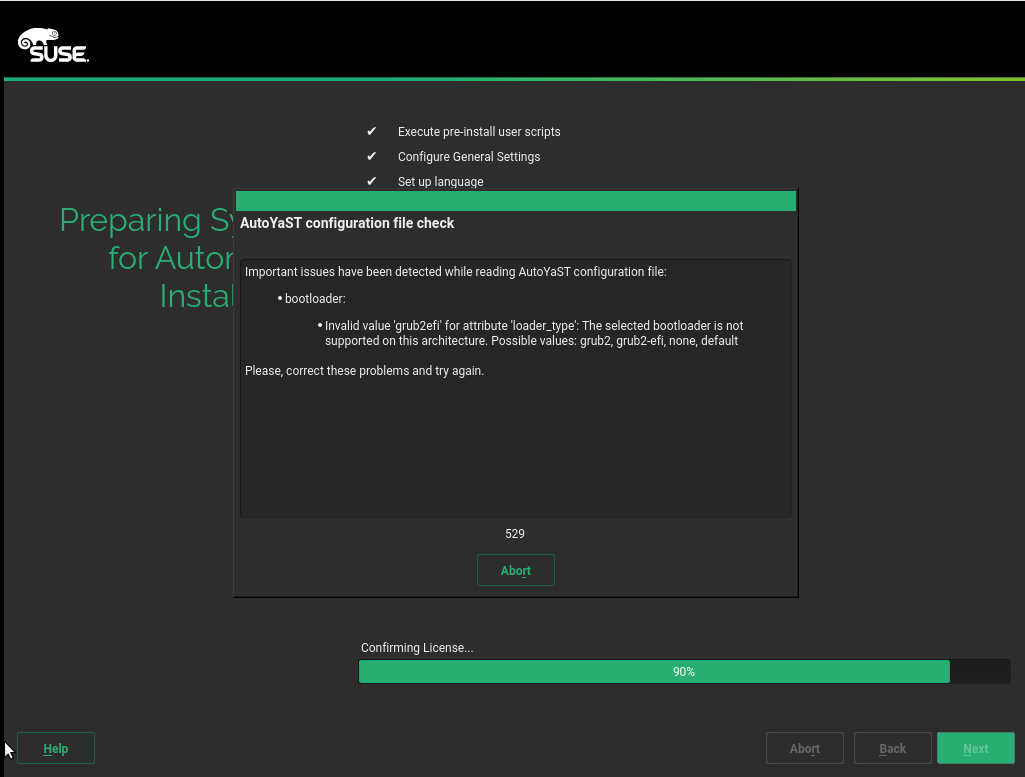 SUSE.
✔ Execute pre-install user scripts
✔ Configure General Settings
✔ Set up language
Preparing Sy
for Autor
Instal
AutoYaST configuration file check
Important issues have been detected while reading AutoYaST configuration file:
• bootloader:
• Invalid value 'grub2efi' for attribute 'loader_type': The selected bootloader is not
supported on this architecture. Possible values: grub2, grub2-efi, none, default
Please, correct these problems and try again.
529
Abort
Confirming License...
90%
Help
Abort
Back
Next